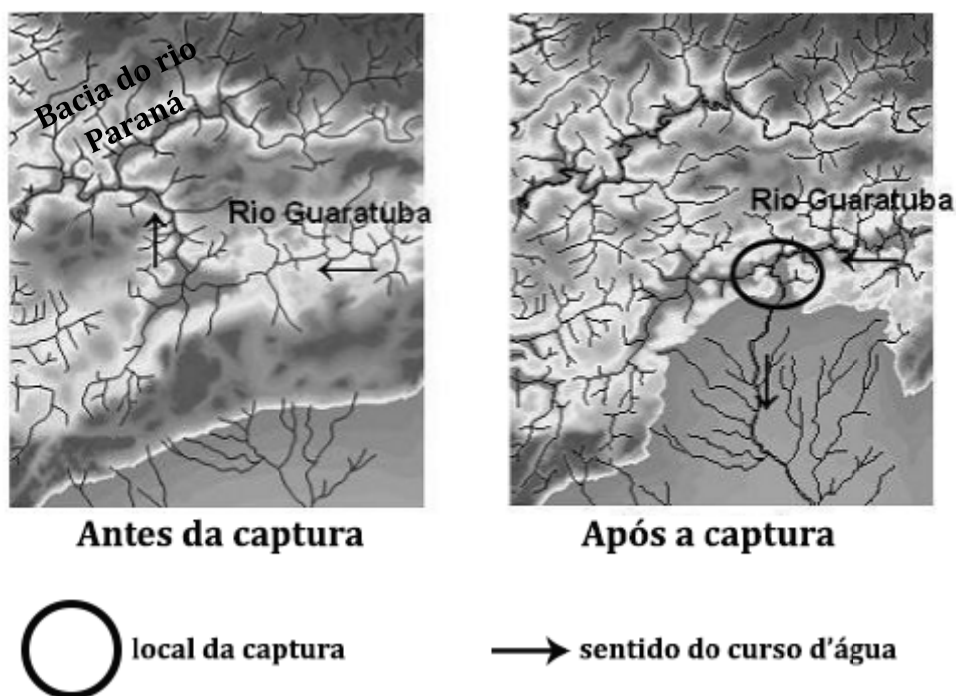 Bacia do rio
Paraná
Rio Guaratuba
Rio Guaratuba
Antes da captura
Após a captura
local da captura
sentido do curso d'água